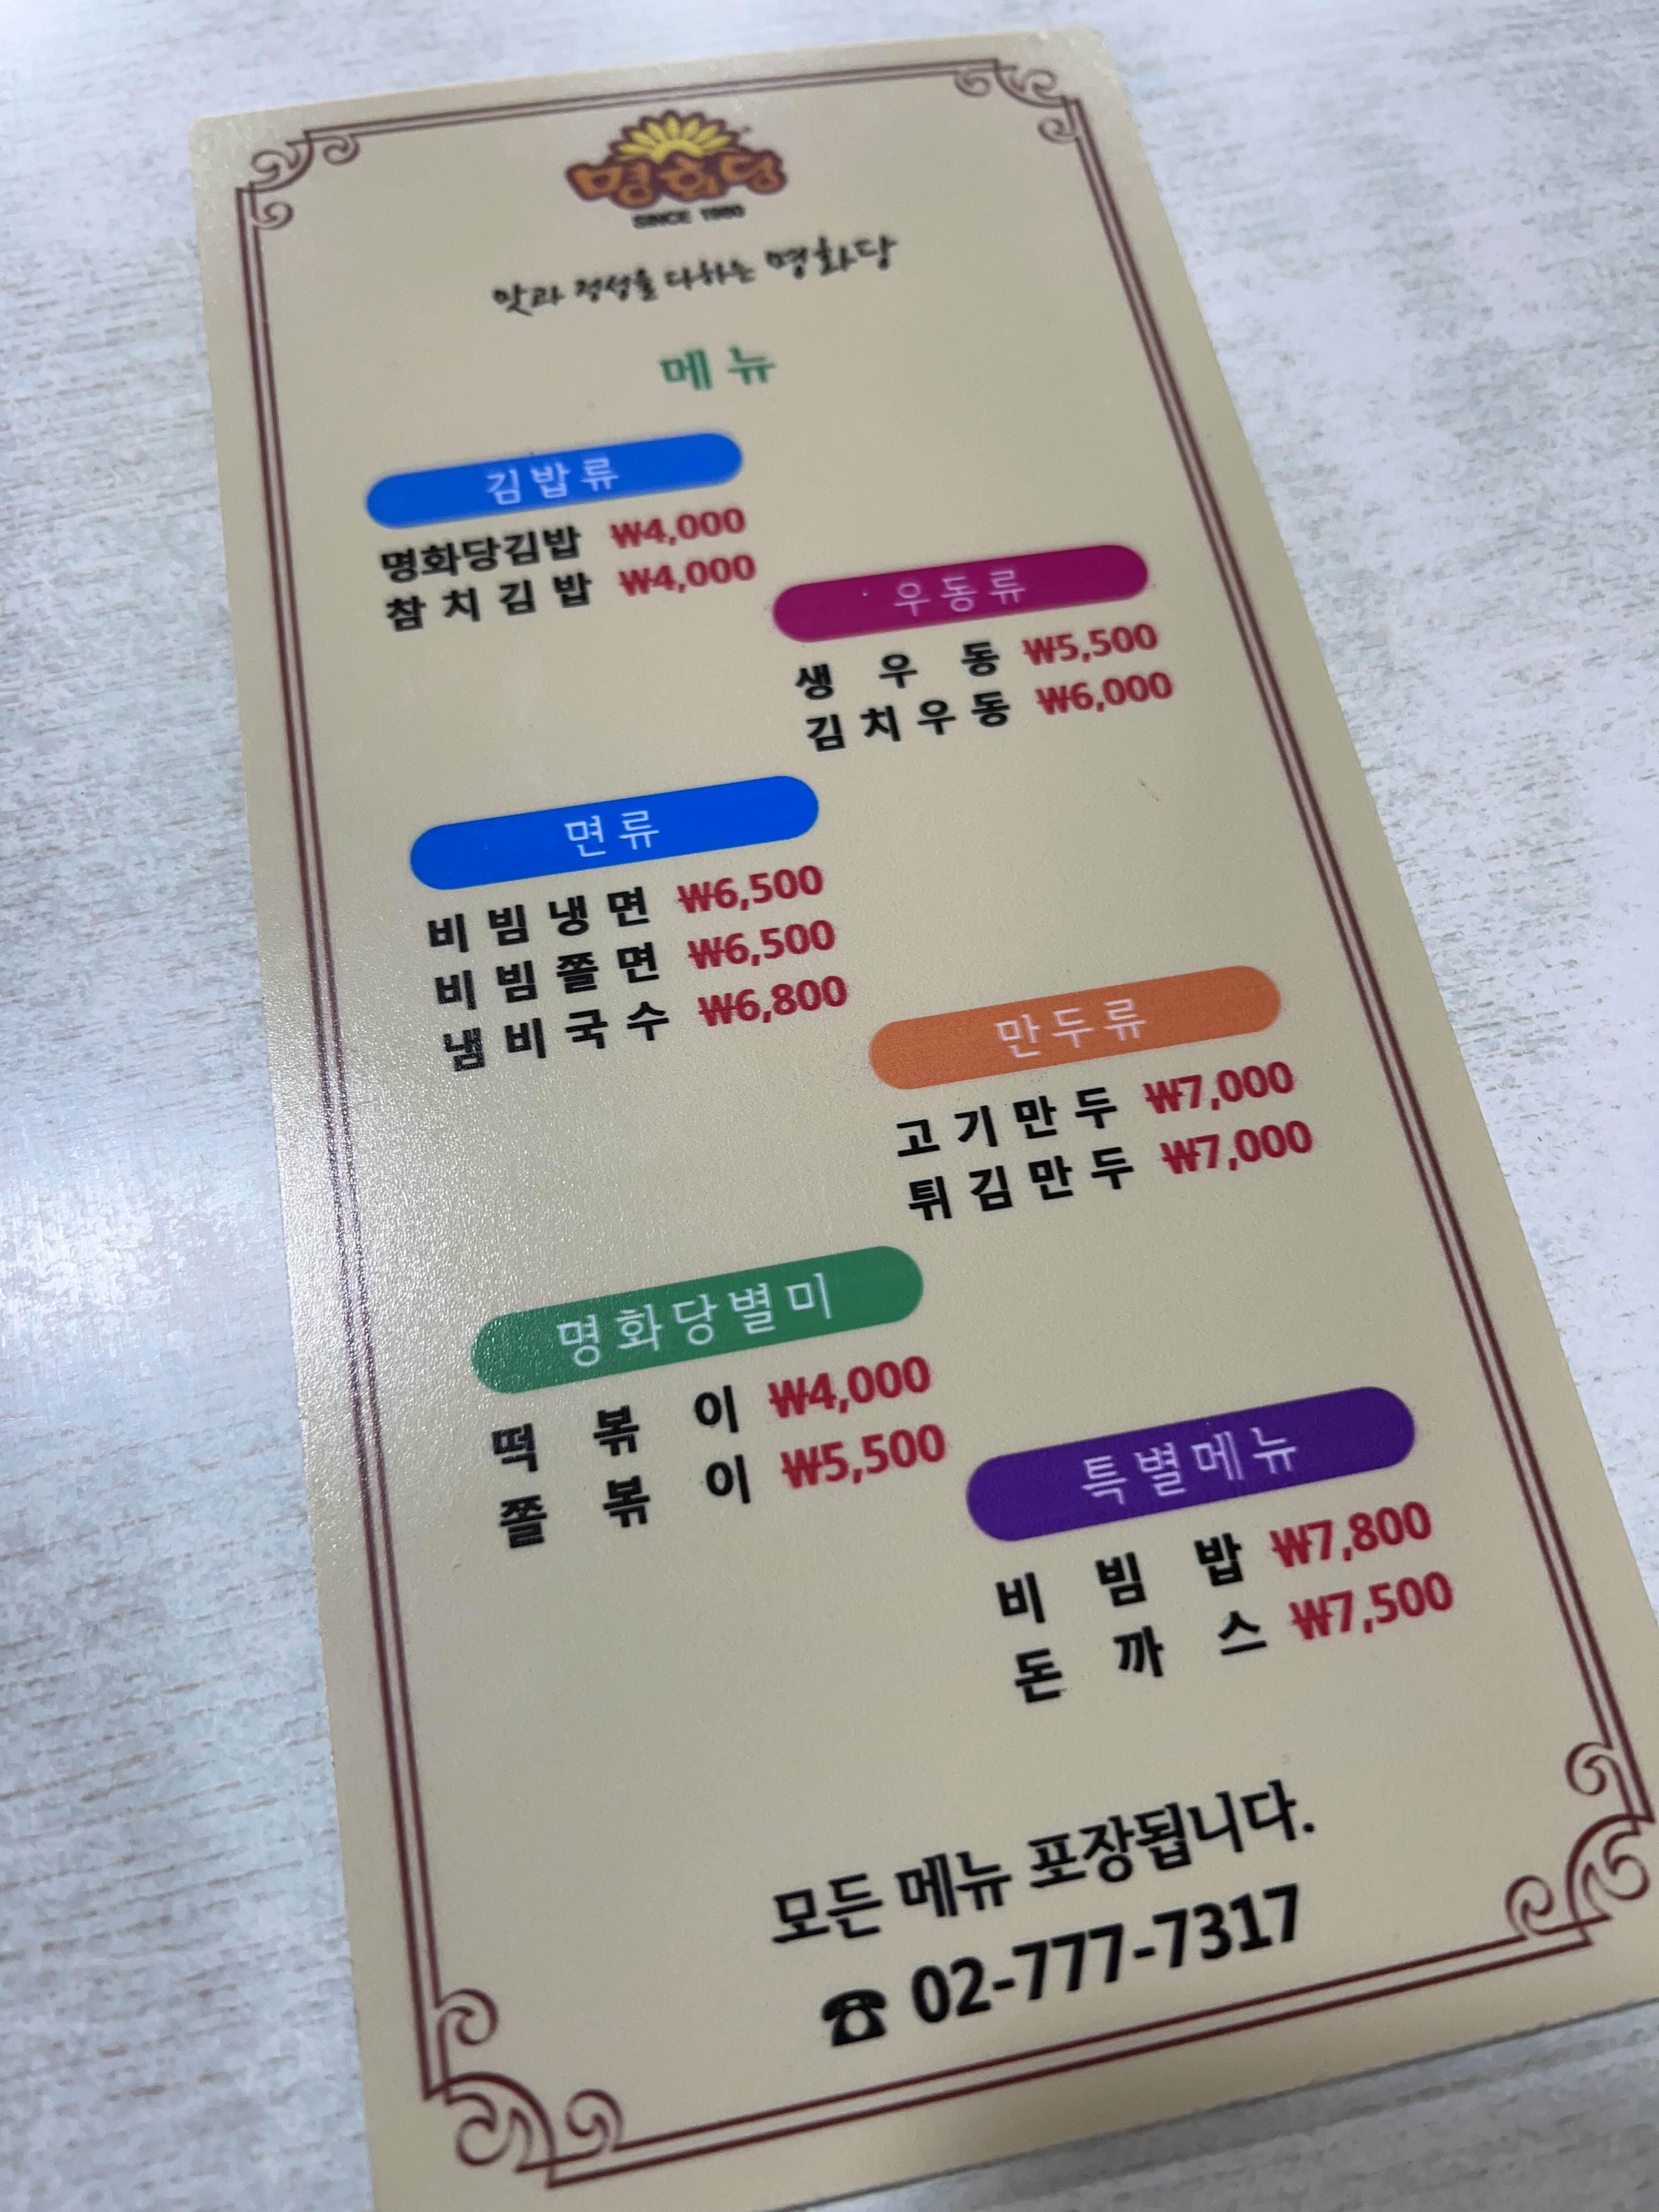 명화당
SINCE 1980
맛과 정성을 다하는 명화당
메뉴
김밥류
명화당김밥 ₩4,000
참치김밥 ₩4,000
우동류
생우동 ₩5,500
김치우동 ₩6,000
면류
비빔냉면 ₩6,500
비빔쫄면 ₩6,500
냄비국수 ₩6,800
만두류
고기만두 ₩7,000
튀김만두 ₩7,000
명화당별미
떡볶이 ₩4,000
쫄볶이 ₩5,500
특별메뉴
비빔밥 ₩7,800
돈까스 ₩7,500
모든 메뉴 포장됩니다.
☎ 02-777-7317